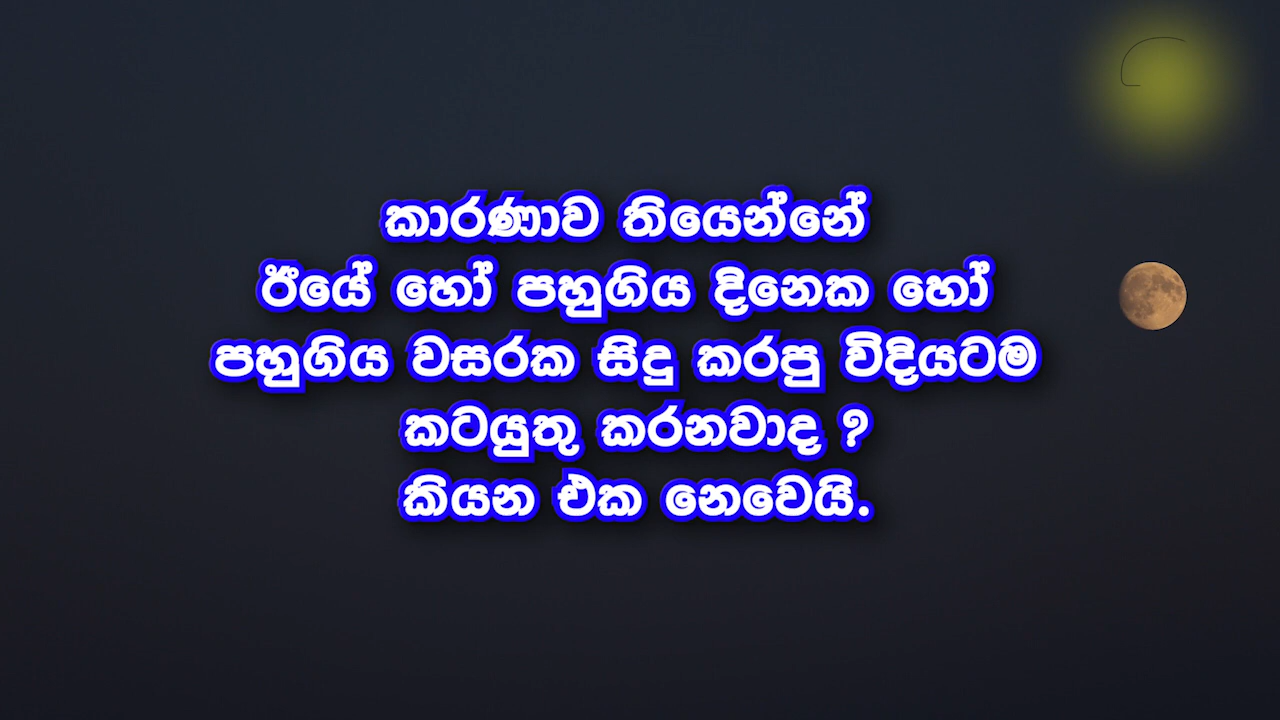 කාරණාව තියෙන්නේ
ඊයේ හෝ පහුගිය දිනෙක හෝ
පහුගිය වසරක සිදු කරපු විදියටම
කටයුතු කරනවාද ?
කියන එක නෙවෙයි.